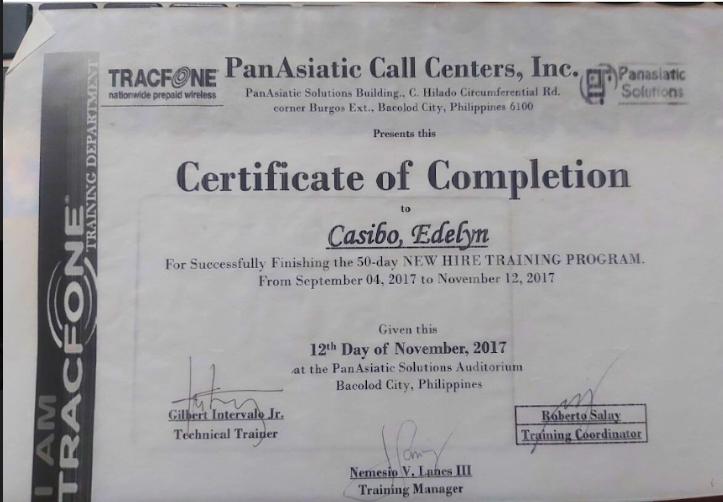 TRACFONE
nationwide prepaid wireless
PanAsiatic Call Centers, Inc.
PanAsiatic Solutions Building., C. Hilado Circumferential Rd.
corner Burgos Ext., Bacolod City, Philippines 6100
Panasiatic
Solutions
Presents this
Certificate of Completion
to
Casibo, Edelyn
For Successfully Finishing the 50-day NEW HIRE TRAINING PROGRAM.
From September 04, 2017 to November 12, 2017
Given this
12th Day of November, 2017
at the PanAsiatic Solutions Auditorium
Bacolod City, Philippines
Gilbert Intervalo Jr.
Technical Trainer
Roberto Salay
Training Coordinator
Nemesio V. Lanes III
Training Manager
I AM
TRACFONE
TRAINING DEPARTMENT